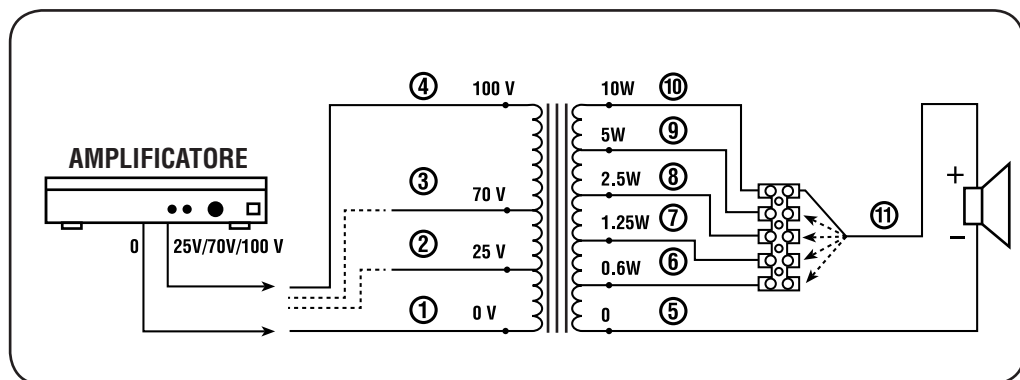 ④ 100 V 10W ⑩
5W ⑨
AMPLIFICATORE
③ 70 V 2.5W ⑧
1.25W ⑦
0 25V/70V/100 V ② 25 V 0.6W ⑥
① 0 V 0 ⑤
⑪
+
–